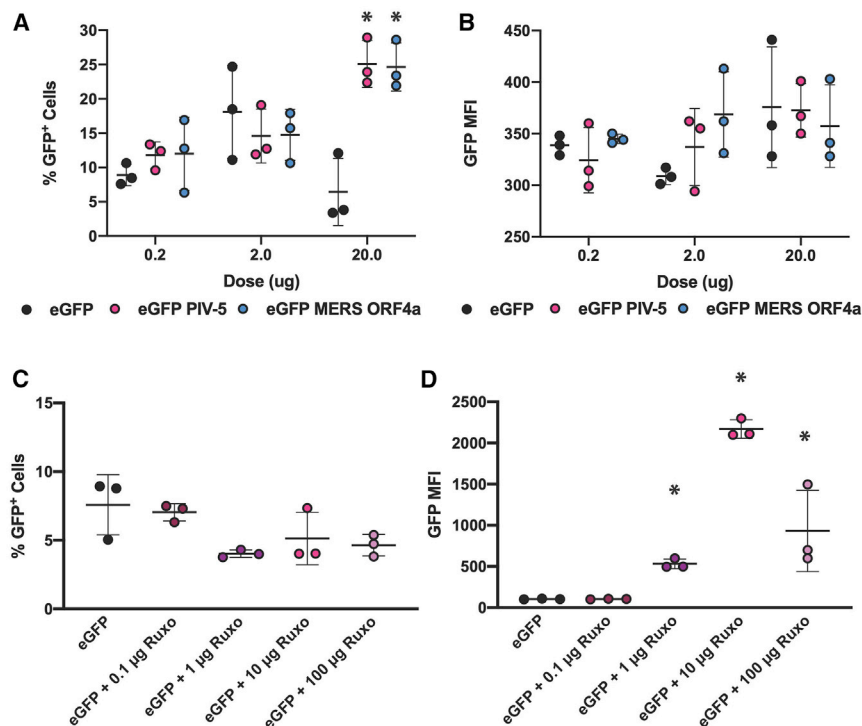 A
* *
30
25
20
15
10
5
0
% GFP⁺ Cells
0.2 2.0 20.0
Dose (ug)
eGFP eGFP PIV-5 eGFP MERS ORF4a
B
450
400
350
300
250
GFP MFI
0.2 2.0 20.0
Dose (ug)
eGFP eGFP PIV-5 eGFP MERS ORF4a
C
15
10
5
0
% GFP⁺ Cells
eGFP
eGFP + 0.1 µg Ruxo
eGFP + 1 µg Ruxo
eGFP + 10 µg Ruxo
eGFP + 100 µg Ruxo
D
*
*
*
2500
2000
1500
1000
500
0
GFP MFI
eGFP
eGFP + 0.1 µg Ruxo
eGFP + 1 µg Ruxo
eGFP + 10 µg Ruxo
eGFP + 100 µg Ruxo